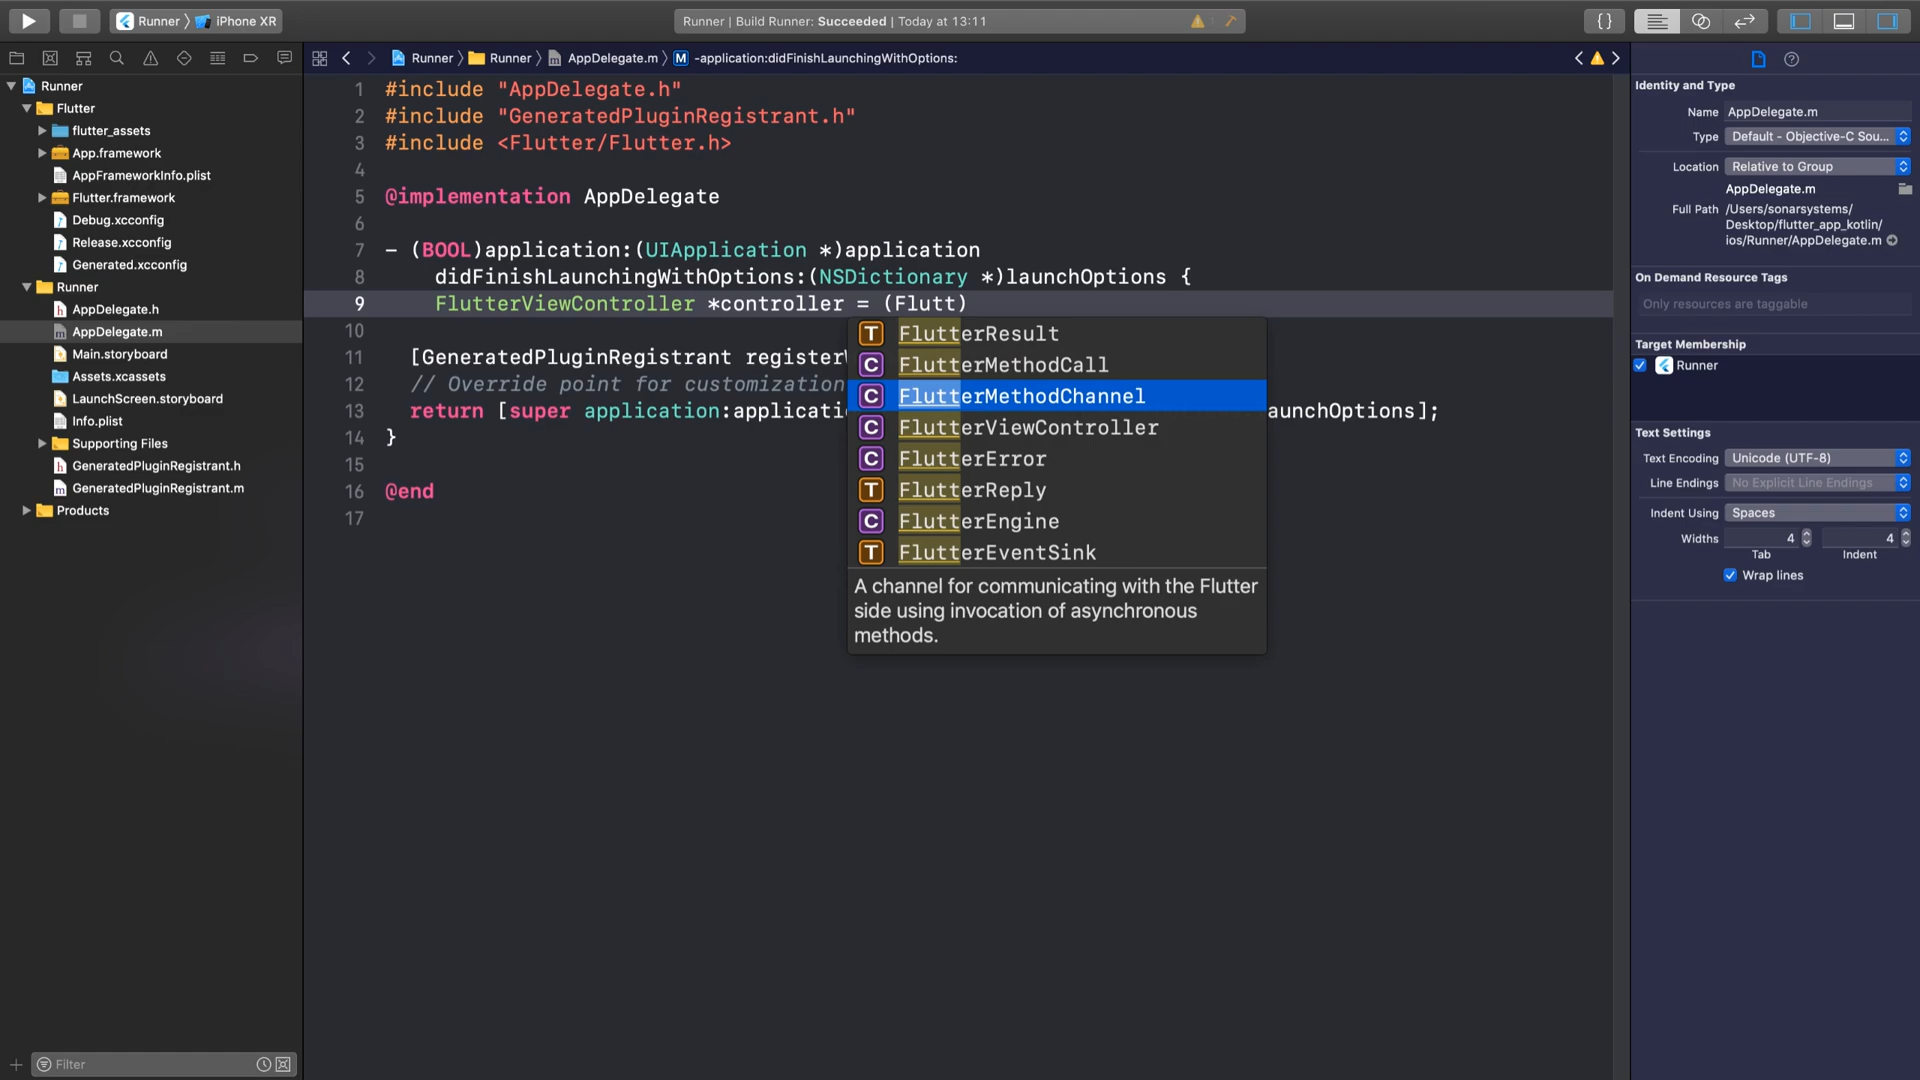 Runner 〉 iPhone XR
Runner | Build Runner: Succeeded | Today at 13:11
1
{}
Runner 〉 Runner 〉 AppDelegate.m 〉 M -application:didFinishLaunchingWithOptions:
Runner
Flutter
flutter_assets
App.framework
AppFrameworkInfo.plist
Flutter.framework
Debug.xcconfig
Release.xcconfig
Generated.xcconfig
Runner
h AppDelegate.h
m AppDelegate.m
Main.storyboard
Assets.xcassets
LaunchScreen.storyboard
Info.plist
Supporting Files
h GeneratedPluginRegistrant.h
m GeneratedPluginRegistrant.m
Products
Filter
1 #include "AppDelegate.h"
2 #include "GeneratedPluginRegistrant.h"
3 #include <Flutter/Flutter.h>
4
5 @implementation AppDelegate
6
7 - (BOOL)application:(UIApplication *)application
8 didFinishLaunchingWithOptions:(NSDictionary *)launchOptions {
9 FlutterViewController *controller = (Flutt)
10
11 [GeneratedPluginRegistrant register
12 // Override point for customization
13 return [super application:applicati aunchOptions];
14 }
15
16 @end
17
T FlutterResult
C FlutterMethodCall
C FlutterMethodChannel
C FlutterViewController
C FlutterError
T FlutterReply
C FlutterEngine
T FlutterEventSink
A channel for communicating with the Flutter
side using invocation of asynchronous
methods.
Identity and Type
Name AppDelegate.m
Type Default - Objective-C Sou...
Location Relative to Group
AppDelegate.m
Full Path /Users/sonarsystems/
Desktop/flutter_app_kotlin/
ios/Runner/AppDelegate.m
On Demand Resource Tags
Only resources are taggable
Target Membership
Runner
Text Settings
Text Encoding Unicode (UTF-8)
Line Endings No Explicit Line Endings
Indent Using Spaces
Widths 4 4
Tab Indent
Wrap lines